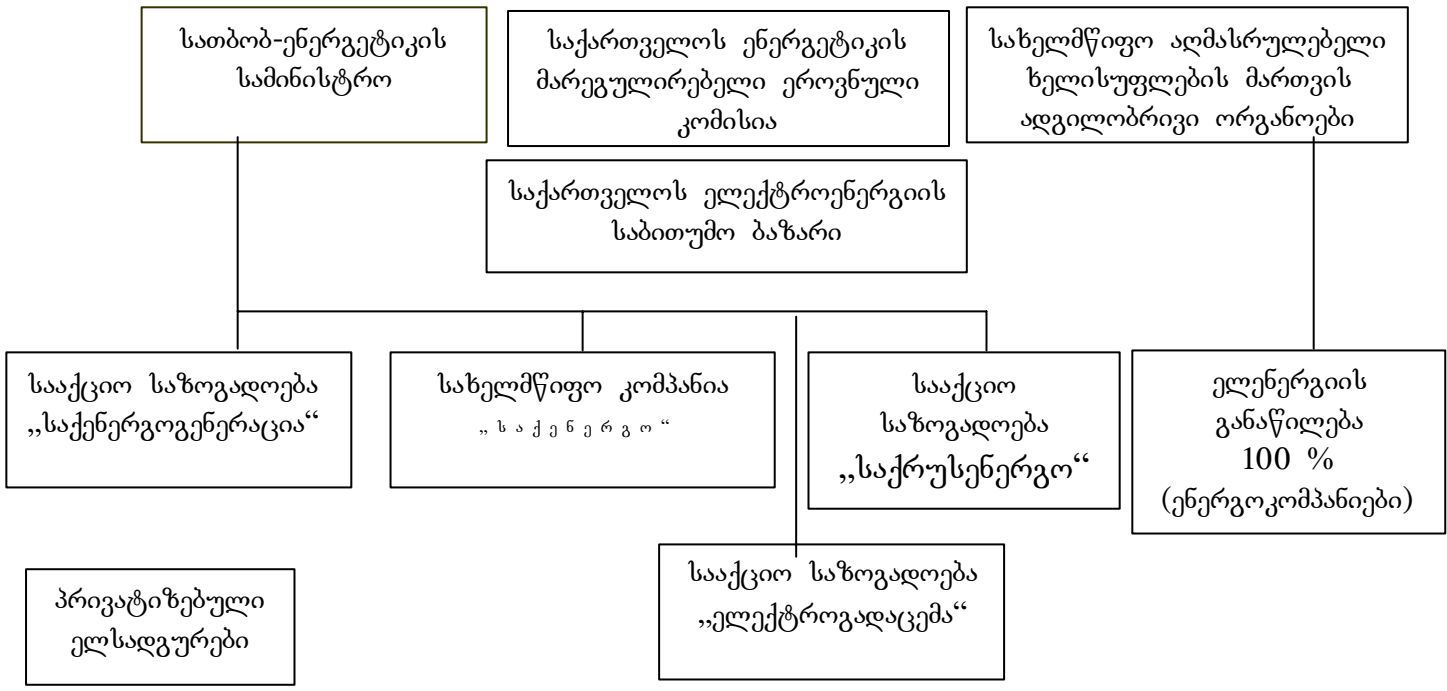 სათბობ-ენერგეტიკის
სამინისტრო
საქართველოს ენერგეტიკის
მარეგულირებელი ეროვნული
კომისია
სახელმწიფო აღმასრულებელი
ხელისუფლების მართვის
ადგილობრივი ორგანოები
საქართველოს ელექტროენერგიის
საბითუმო ბაზარი
სააქციო საზოგადოება
„საქენერგოგენერაცია“
სახელმწიფო კომპანია
„საქენერგო“
სააქციო
საზოგადოება
„საქრუსენერგო“
ელენერგიის
განაწილება
100 %
(ენერგოკომპანიები)
სააქციო საზოგადოება
„ელექტროგადაცემა“
პრივატიზებული
ელსადგურები